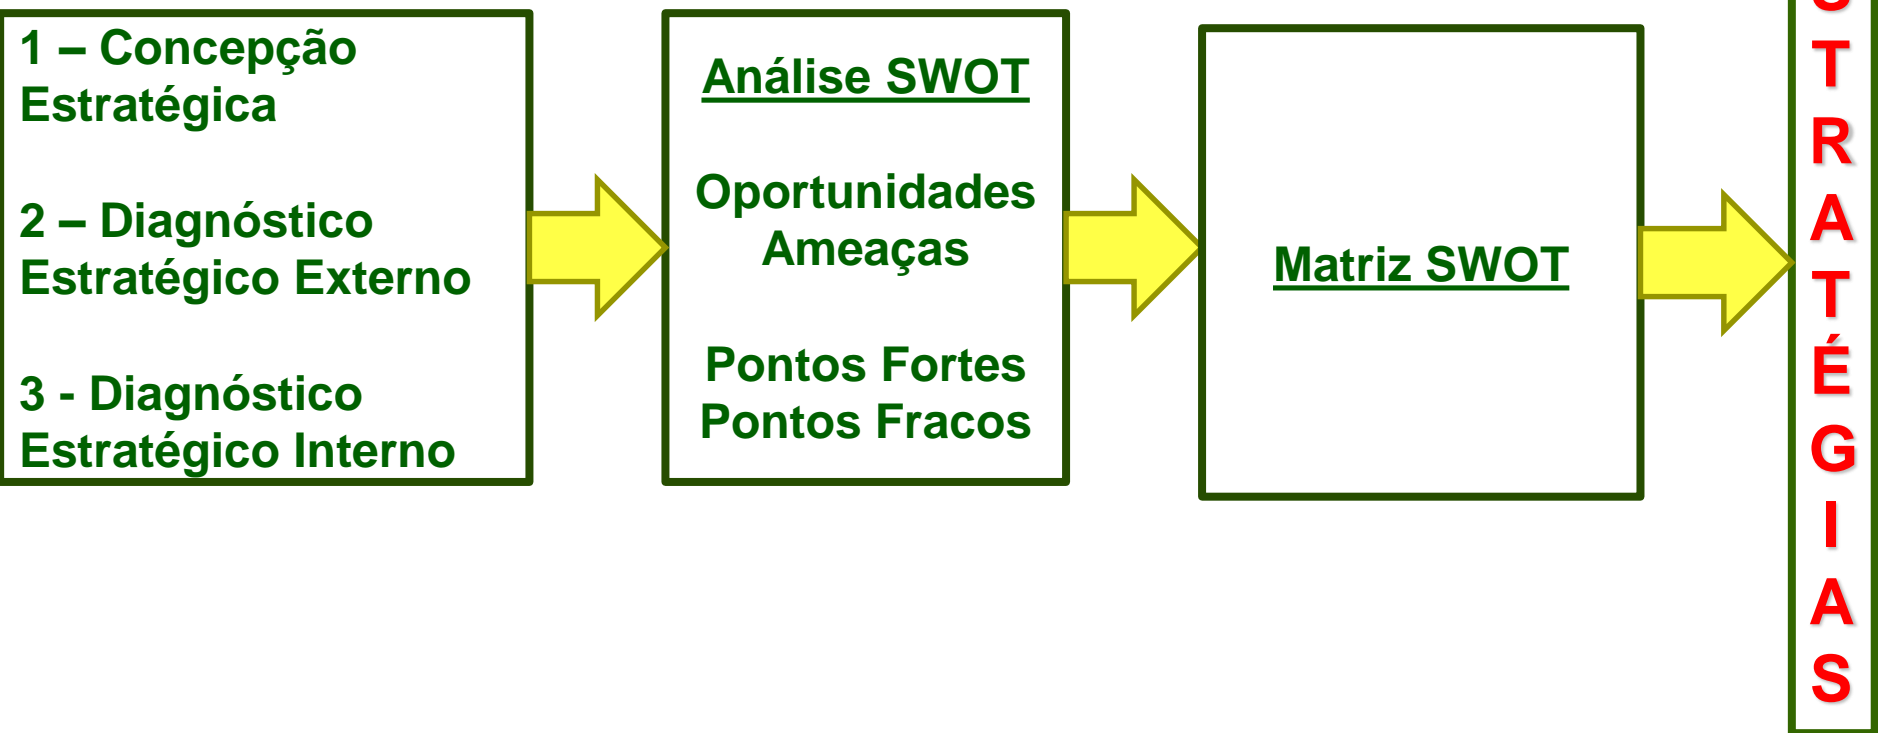 1 – Concepção
Estratégica
2 – Diagnóstico
Estratégico Externo
3 - Diagnóstico
Estratégico Interno
Análise SWOT
Oportunidades
Ameaças
Pontos Fortes
Pontos Fracos
Matriz SWOT
S
T
R
A
T
É
G
I
A
S